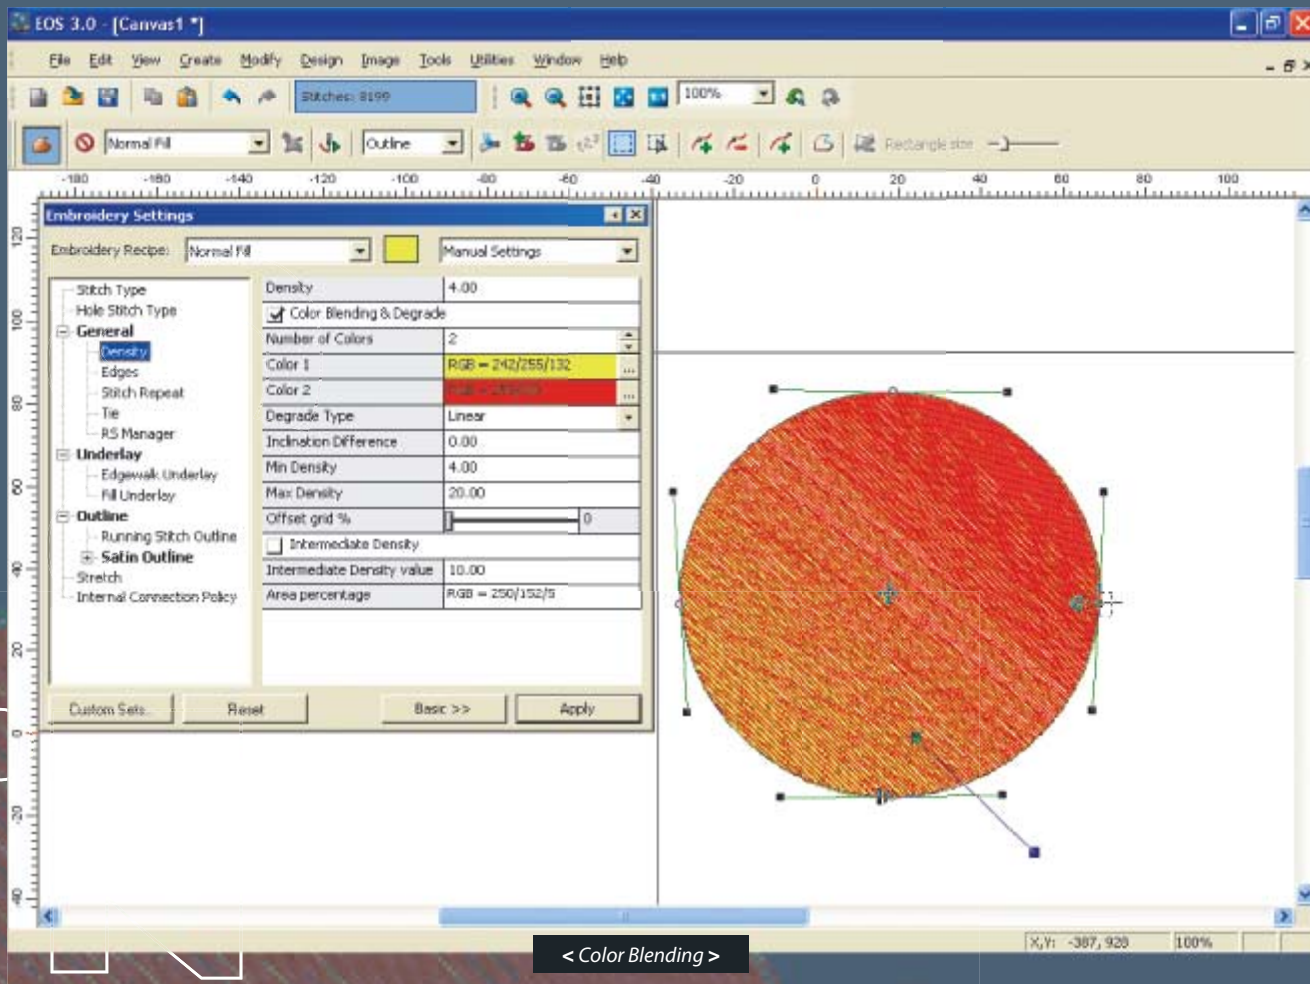 EOS 3.0 - [Canvas1 *]
File Edit View Create Modify Design Image Tools Utilities Window Help
Stitches: 8199 100%
Normal Fill Outline Rectangle size
-180 -160 -140 -120 -100 -80 -60 -40 -20 0 20 40 60 80 100
120
100
80
60
40
20
0
-20
-40
Embroidery Settings
Embroidery Recipe: Normal Fill Manual Settings
Stitch Type
Hole Stitch Type
General
Density
Edges
Stitch Repeat
Tie
RS Manager
Underlay
Edgewalk Underlay
Fill Underlay
Outline
Running Stitch Outline
Satin Outline
Stretch
Internal Connection Policy
Density 4.00
Color Blending & Degrade
Number of Colors 2
Color 1 RGB = 242/255/132 ...
Color 2 ...
Degrade Type Linear
Inclination Difference 0.00
Min Density 4.00
Max Density 20.00
Offset grid % 0
Intermediate Density
Intermediate Density value 10.00
Area percentage RGB = 250/152/5
Custom Sets... Reset Basic >> Apply
X,Y: -387, 928 100%
< Color Blending >